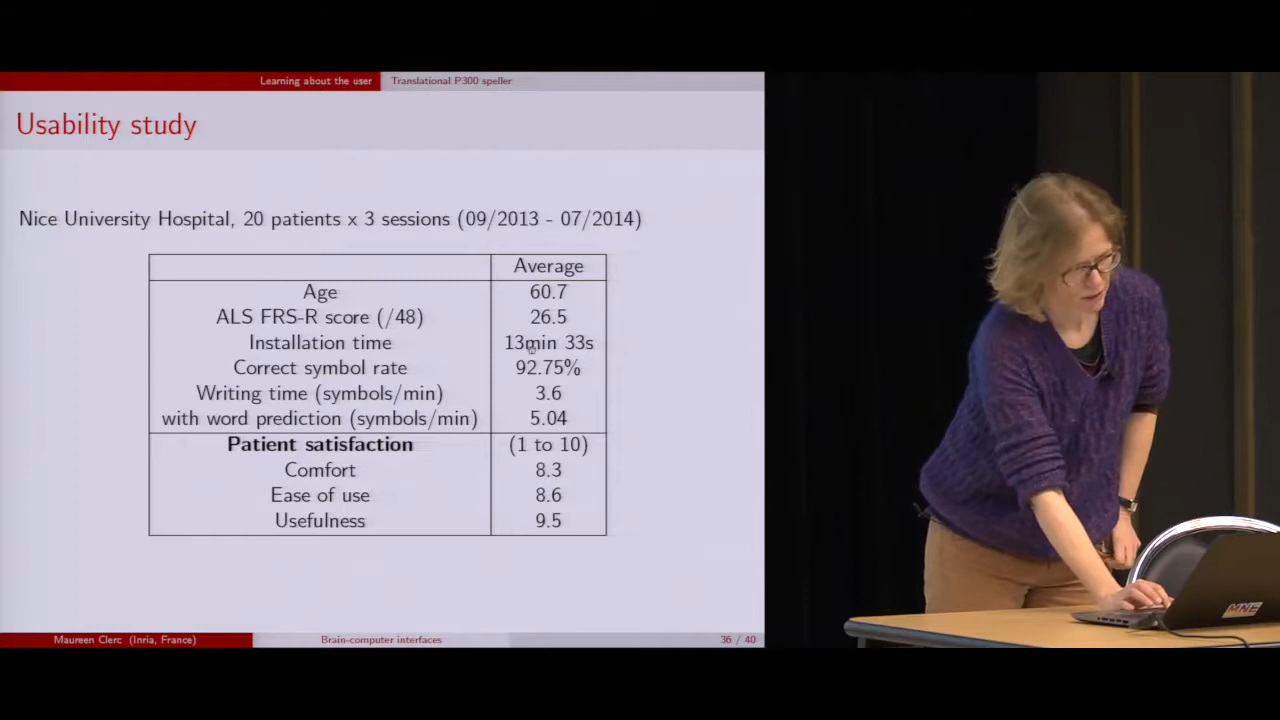 Learning about the user Translational P300 speller
Usability study
Nice University Hospital, 20 patients x 3 sessions (09/2013 - 07/2014)
Average
Age 60.7
ALS FRS-R score (/48) 26.5
Installation time 13min 33s
Correct symbol rate 92.75%
Writing time (symbols/min) 3.6
with word prediction (symbols/min) 5.04
Patient satisfaction (1 to 10)
Comfort 8.3
Ease of use 8.6
Usefulness 9.5
Maureen Clerc (Inria, France) Brain-computer interfaces 36 / 40
MNE